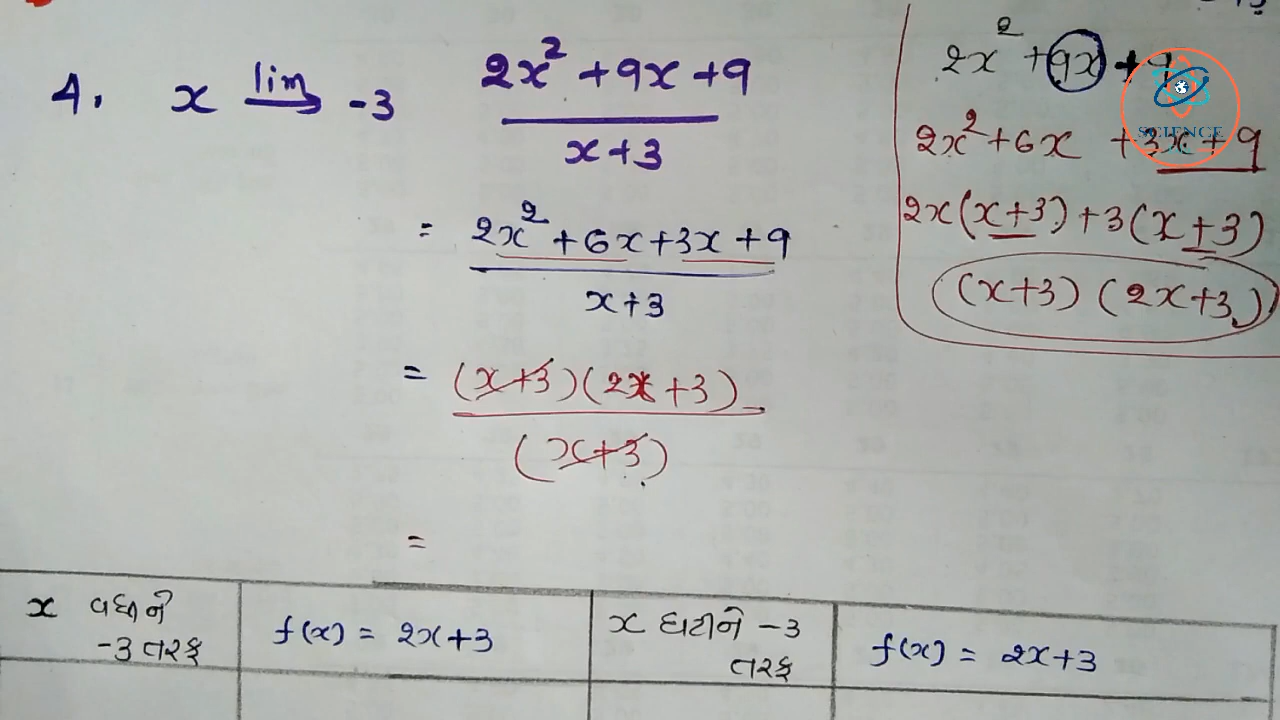 4. x lim→ -3 2x² + 9x + 9 / x + 3
= 2x² + 6x + 3x + 9 / x + 3
= (x+3)(2x+3) / (x+3)
=
2x² + 9x + 9
2x² + 6x + 3x + 9
2x(x+3) + 3(x+3)
(x+3) (2x+3)
SCIENCE
x વધીને -3 તરફ
f(x) = 2x+3
x ઘટીને -3 તરફ
f(x) = 2x+3